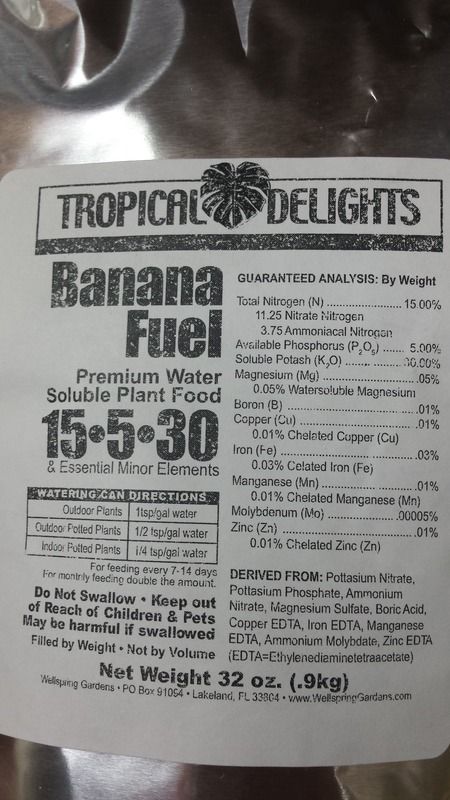 TROPICAL DELIGHTS
Banana
Fuel
Premium Water
Soluble Plant Food
15•5•30
& Essential Minor Elements
WATERING CAN DIRECTIONS
Outdoor Plants 1tsp/gal water
Outdoor Potted Plants 1/2 tsp/gal water
Indoor Potted Plants 1/4 tsp/gal water
For feeding every 7-14 days
For monthly feeding double the amount.
Do Not Swallow • Keep out
of Reach of Children & Pets
May be harmful if swallowed
Filled by Weight • Not by Volume
GUARANTEED ANALYSIS: By Weight
Total Nitrogen (N) .................. 15.00%
11.25 Nitrate Nitrogen
3.75 Ammoniacal Nitrogen
Available Phosphorus (P2O5) ...... 5.00%
Soluble Potash (K2O) ............... 30.00%
Magnesium (Mg) ........................ .05%
0.05% Watersoluble Magnesium
Boron (B) .................................. .01%
Copper (Cu) .............................. .01%
0.01% Chelated Copper (Cu)
Iron (Fe) .................................... .03%
0.03% Celated Iron (Fe)
Manganese (Mn) ........................ .01%
0.01% Chelated Manganese (Mn)
Molybdenum (Mo) .................. .00005%
Zinc (Zn) .................................... .01%
0.01% Chelated Zinc (Zn)
DERIVED FROM: Pottasium Nitrate,
Pottasium Phosphate, Ammonium
Nitrate, Magnesium Sulfate, Boric Acid,
Copper EDTA, Iron EDTA, Manganese
EDTA, Ammonium Molybdate, Zinc EDTA
(EDTA=Ethylenedieminetetraacetate)
Net Weight 32 oz. (.9kg)
Wellspring Gardens • PO Box 91054 • Lakeland, FL 33804 • www.WellspringGardens.com